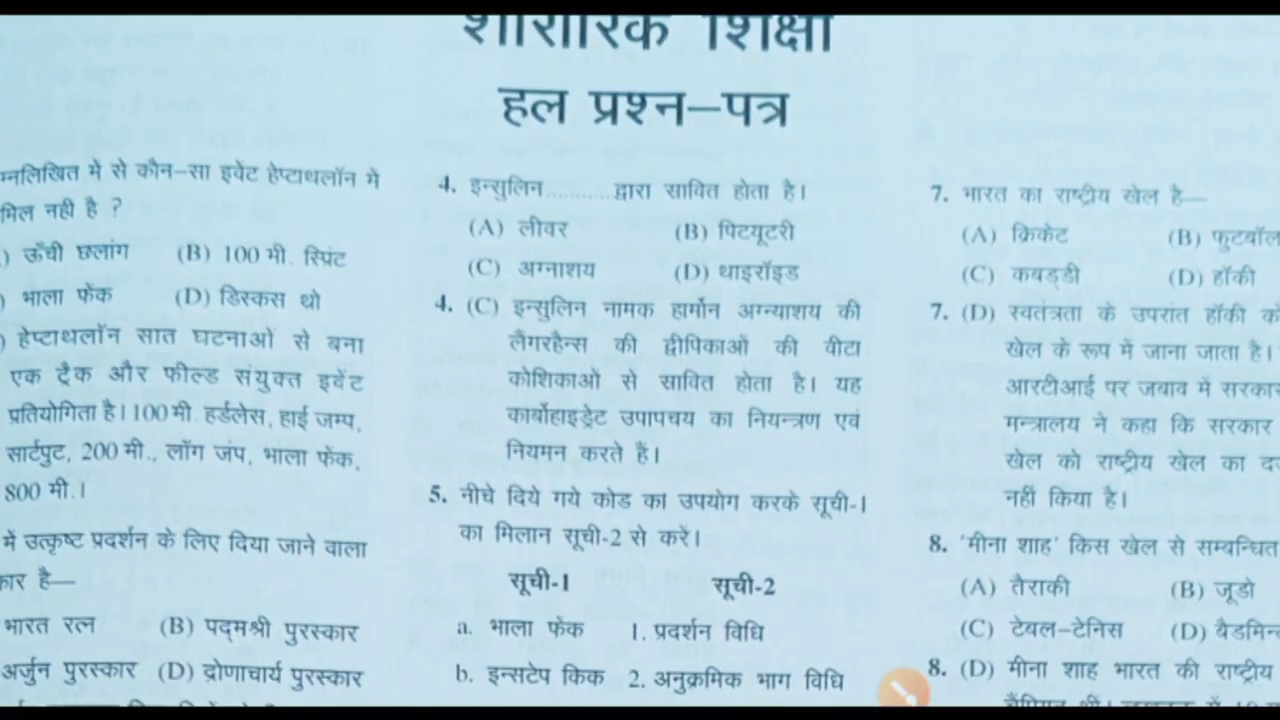 शारीरिक शिक्षा
हल प्रश्न–पत्र
में से कौन–सा इवेंट हेप्टाथलॉन में
नही है ?
ऊँची छलांग (B) 100 मी. स्प्रिंट
भाला फेंक (D) डिस्कस थ्रो
हेप्टाथलॉन सात घटनाओं से बना
एक ट्रैक और फील्ड संयुक्त इवेंट
प्रतियोगिता है। 100 मी. हर्डलेस, हाई जम्प,
सार्टपुट, 200 मी., लॉग जंप, भाला फेंक,
800 मी.।
में उत्कृष्ट प्रदर्शन के लिए दिया जाने वाला
है—
भारत रत्न (B) पद्मश्री पुरस्कार
अर्जुन पुरस्कार (D) द्रोणाचार्य पुरस्कार
4. इन्सुलिन............द्वारा सावित होता है।
(A) लीवर (B) पिटयूटरी
(C) अग्नाशय (D) थाइरॉइड
4. (C) इन्सुलिन नामक हार्मोन अग्न्याशय की
लैंगरहैन्स की द्वीपिकाओं की वीटा
कोशिकाओं से सावित होता है। यह
कार्बोहाइड्रेट उपापचय का नियन्त्रण एवं
नियमन करते हैं।
5. नीचे दिये गये कोड का उपयोग करके सूची-1
का मिलान सूची-2 से करें।
सूची-1 सूची-2
a. भाला फेंक 1. प्रदर्शन विधि
b. इन्सटेप किक 2. अनुक्रमिक भाग विधि
7. भारत का राष्ट्रीय खेल है—
(A) क्रिकेट (B) फुटबॉल
(C) कबड्डी (D) हॉकी
7. (D) स्वतंत्रता के उपरांत हॉकी को
खेल के रूप में जाना जाता है।
आरटीआई पर जबाव में सरकार
मन्त्रालय ने कहा कि सरकार
खेल को राष्ट्रीय खेल का
नहीं किया है।
8. 'मीना शाह' किस खेल से सम्बन्धित
(A) तैराकी (B) जूडो
(C) टेबल–टेनिस (D)
8. (D) मीना शाह भारत की राष्ट्रीय